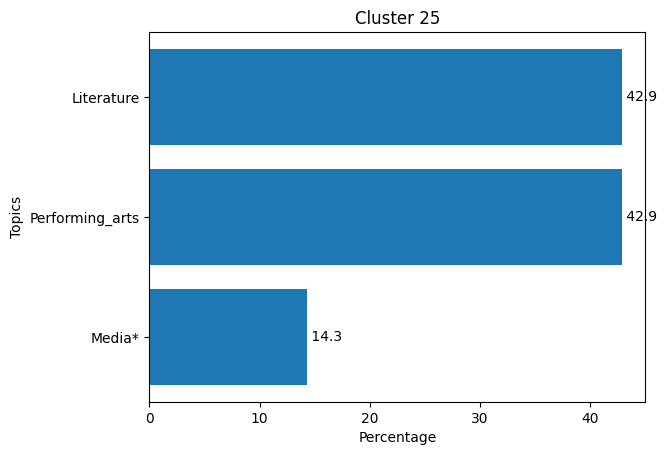 Cluster 25
Literature
42.9
Performing_arts
42.9
Media*
14.3
Topics
0 10 20 30 40
Percentage